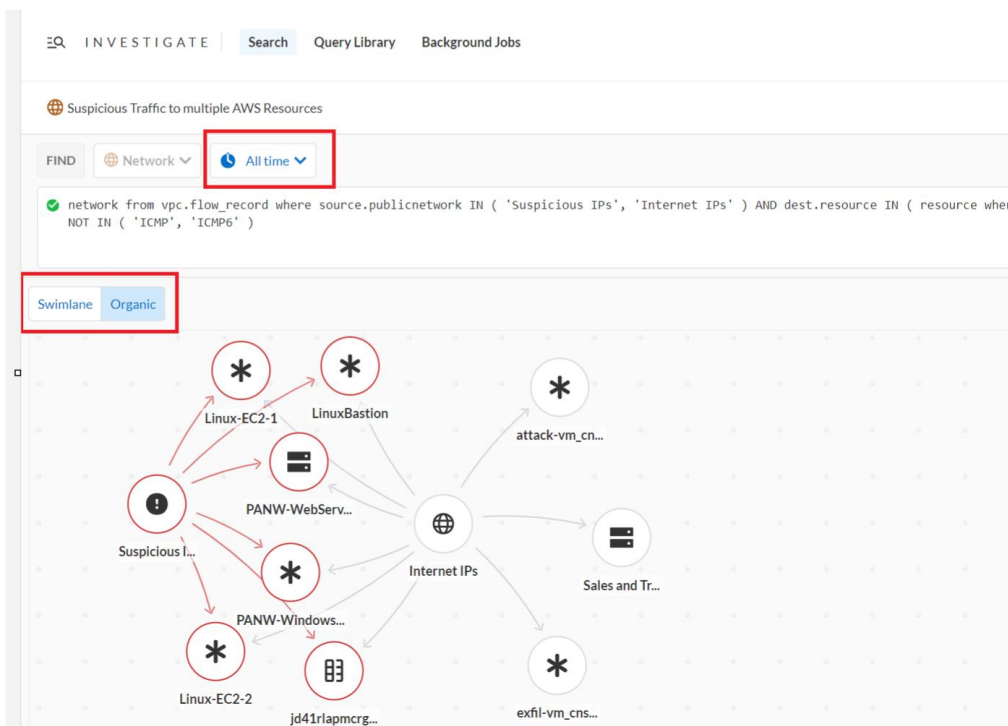 INVESTIGATE Search Query Library Background Jobs
Suspicious Traffic to multiple AWS Resources
FIND Network All time
network from vpc.flow_record where source.publicnetwork IN ( 'Suspicious IPs', 'Internet IPs' ) AND dest.resource IN ( resource wher
NOT IN ( 'ICMP', 'ICMP6' )
Swimlane Organic
Linux-EC2-1
LinuxBastion
attack-vm_cn...
PANW-WebServ...
Suspicious I...
Internet IPs
Sales and Tr...
PANW-Windows...
Linux-EC2-2
jd41rlapmcrg...
exfil-vm_cns...